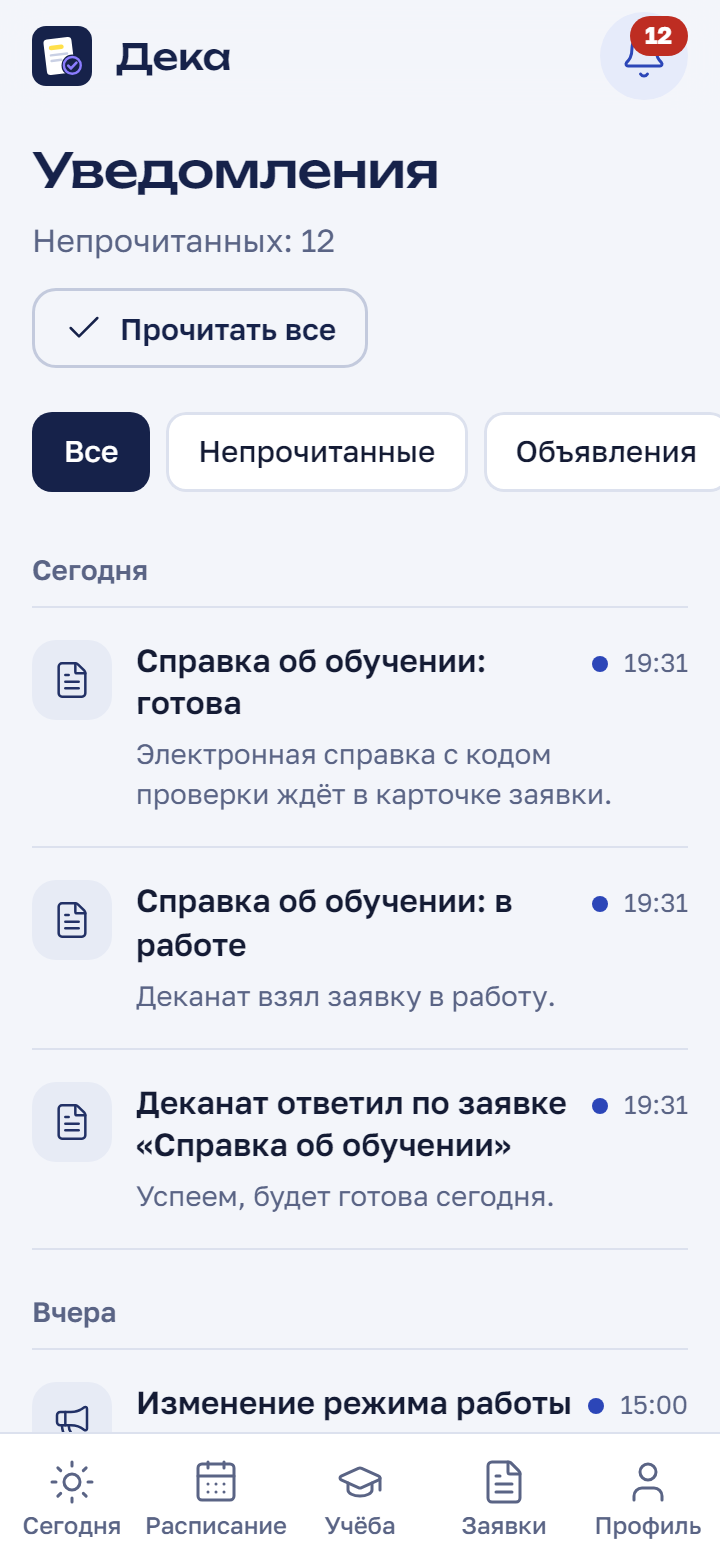 Дека
12
Уведомления
Непрочитанных: 12
Прочитать все
Все
Непрочитанные
Объявления
Сегодня
Справка об обучении:
готова
19:31
Электронная справка с кодом
проверки ждёт в карточке заявки.
Справка об обучении: в
работе
19:31
Деканат взял заявку в работу.
Деканат ответил по заявке
«Справка об обучении»
19:31
Успеем, будет готова сегодня.
Вчера
Изменение режима работы
15:00
Сегодня
Расписание
Учёба
Заявки
Профиль